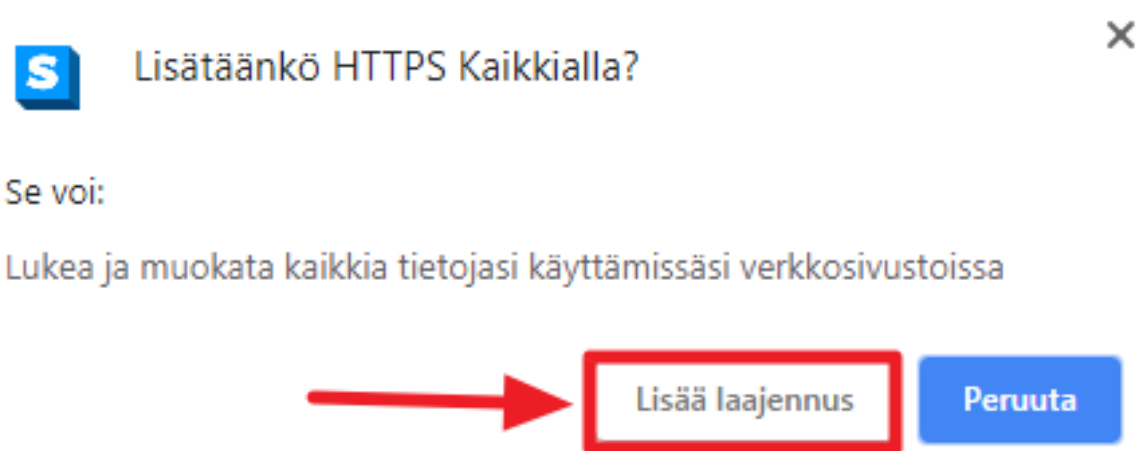 S
Lisätäänkö HTTPS Kaikkialla?
Se voi:
Lukea ja muokata kaikkia tietojasi käyttämissäsi verkkosivustoissa
Lisää laajennus
Peruuta